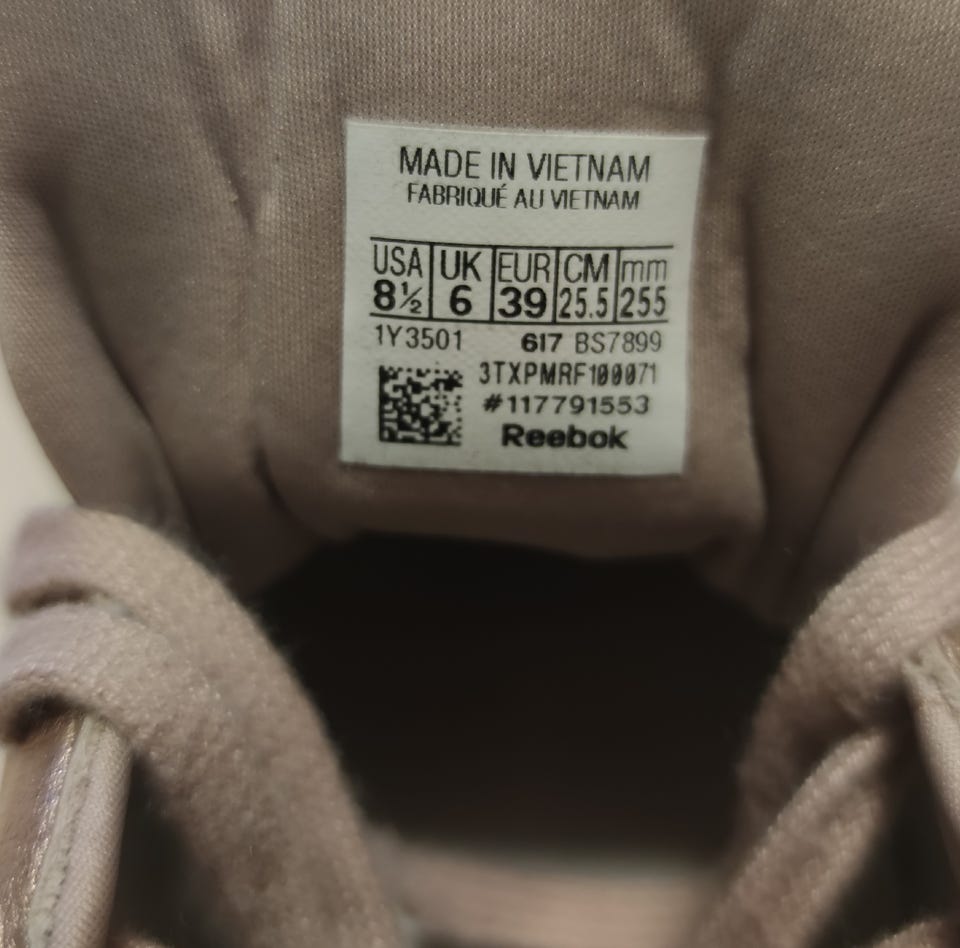 MADE IN VIETNAM
FABRIQUÉ AU VIETNAM
USA UK EUR CM mm
8½ 6 39 25.5 255
1Y3501 617 BS7899
3TXPMRF100071
#117791553
Reebok